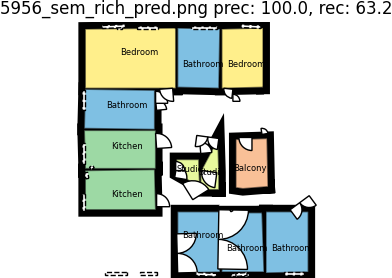 5956_sem_rich_pred.png prec: 100.0, rec: 63.2
Bedroom
Bathroom Bedroom
Bathroom
Kitchen
Studio
Studio
Balcony
Kitchen
Bathroom
Bathroom Bathroom